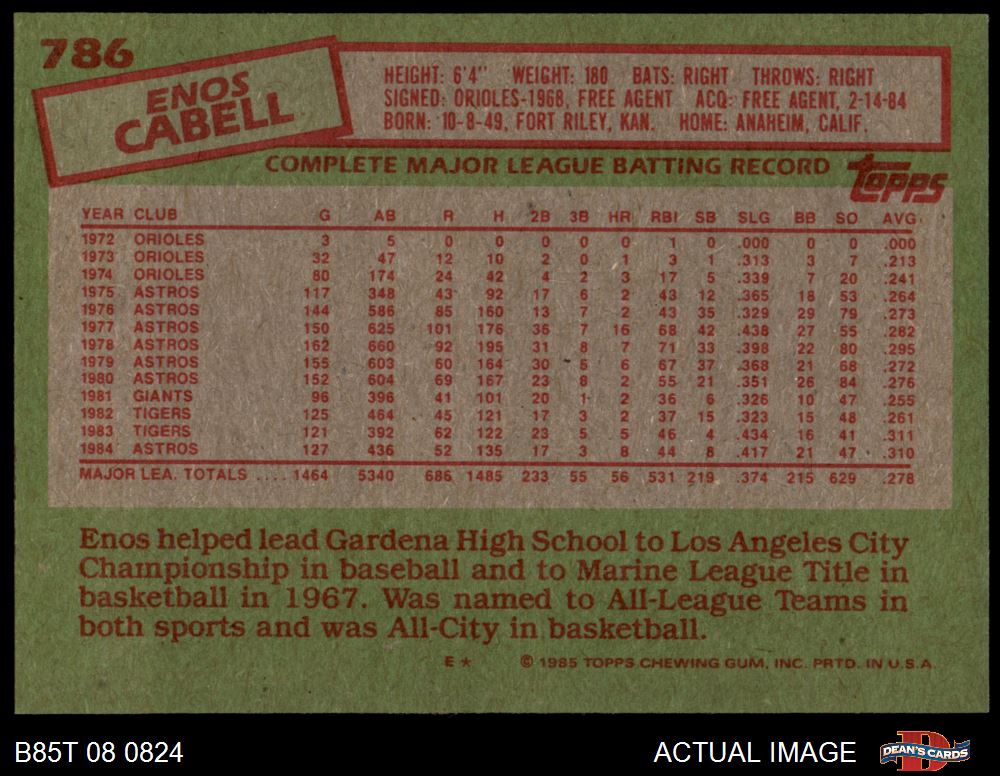 786
ENOS
CABELL
HEIGHT: 6'4" WEIGHT: 180 BATS: RIGHT THROWS: RIGHT
SIGNED: ORIOLES-1968, FREE AGENT ACQ: FREE AGENT, 2-14-84
BORN: 10-8-49, FORT RILEY, KAN. HOME: ANAHEIM, CALIF.
COMPLETE MAJOR LEAGUE BATTING RECORD
topps
YEAR CLUB G AB R H 2B 3B HR RBI SB SLG BB SO AVG
1972 ORIOLES 3 5 0 0 0 0 0 1 0 .000 0 0 .000
1973 ORIOLES 32 47 12 10 2 0 1 3 1 .313 3 7 .213
1974 ORIOLES 80 174 24 42 4 2 3 17 5 .339 7 20 .241
1975 ASTROS 117 348 43 92 17 6 2 43 12 .365 18 53 .264
1976 ASTROS 144 586 85 160 13 7 2 43 35 .329 29 79 .273
1977 ASTROS 150 625 101 176 36 7 16 68 42 .438 27 55 .282
1978 ASTROS 162 660 92 195 31 8 7 71 33 .398 22 80 .295
1979 ASTROS 155 603 60 164 30 5 6 67 37 .368 21 68 .272
1980 ASTROS 152 604 69 167 23 8 2 55 21 .351 26 84 .276
1981 GIANTS 96 396 41 101 20 1 2 36 6 .326 10 47 .255
1982 TIGERS 125 464 45 121 17 3 2 37 15 .323 15 48 .261
1983 TIGERS 121 392 62 122 23 5 5 46 4 .434 16 41 .311
1984 ASTROS 127 436 52 135 17 3 8 44 8 .417 21 47 .310
MAJOR LEA. TOTALS .... 1464 5340 686 1485 233 55 56 531 219 .374 215 629 .278
Enos helped lead Gardena High School to Los Angeles City
Championship in baseball and to Marine League Title in
basketball in 1967. Was named to All-League Teams in
both sports and was All-City in basketball.
E★ © 1985 TOPPS CHEWING GUM, INC. PRTD. IN U.S.A.
B85T 08 0824 ACTUAL IMAGE DEAN'S CARDS